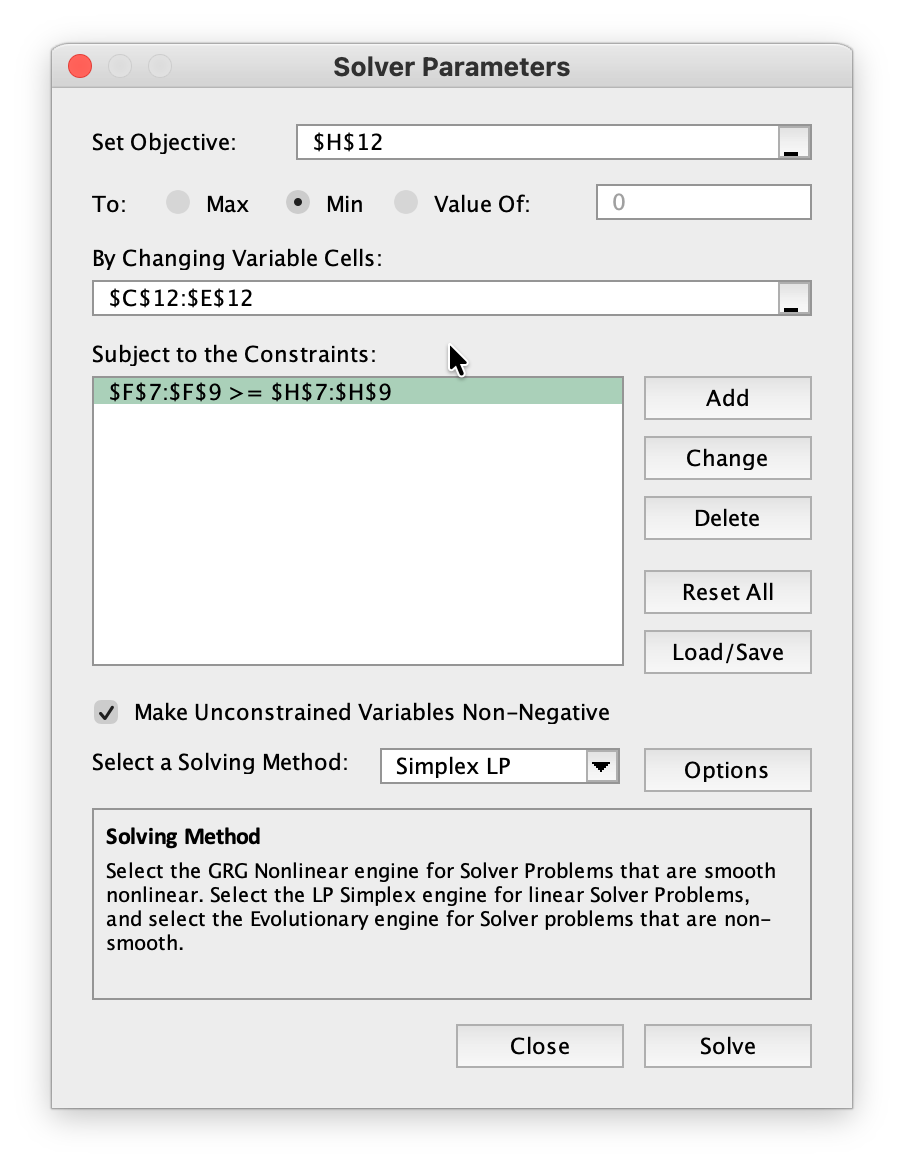 Solver Parameters
Set Objective: $H$12
To: Max Min Value Of: 0
By Changing Variable Cells:
$C$12:$E$12
Subject to the Constraints:
$F$7:$F$9 >= $H$7:$H$9
Add
Change
Delete
Reset All
Load/Save
Make Unconstrained Variables Non-Negative
Select a Solving Method: Simplex LP Options
Solving Method
Select the GRG Nonlinear engine for Solver Problems that are smooth
nonlinear. Select the LP Simplex engine for linear Solver Problems,
and select the Evolutionary engine for Solver problems that are non-
smooth.
Close Solve